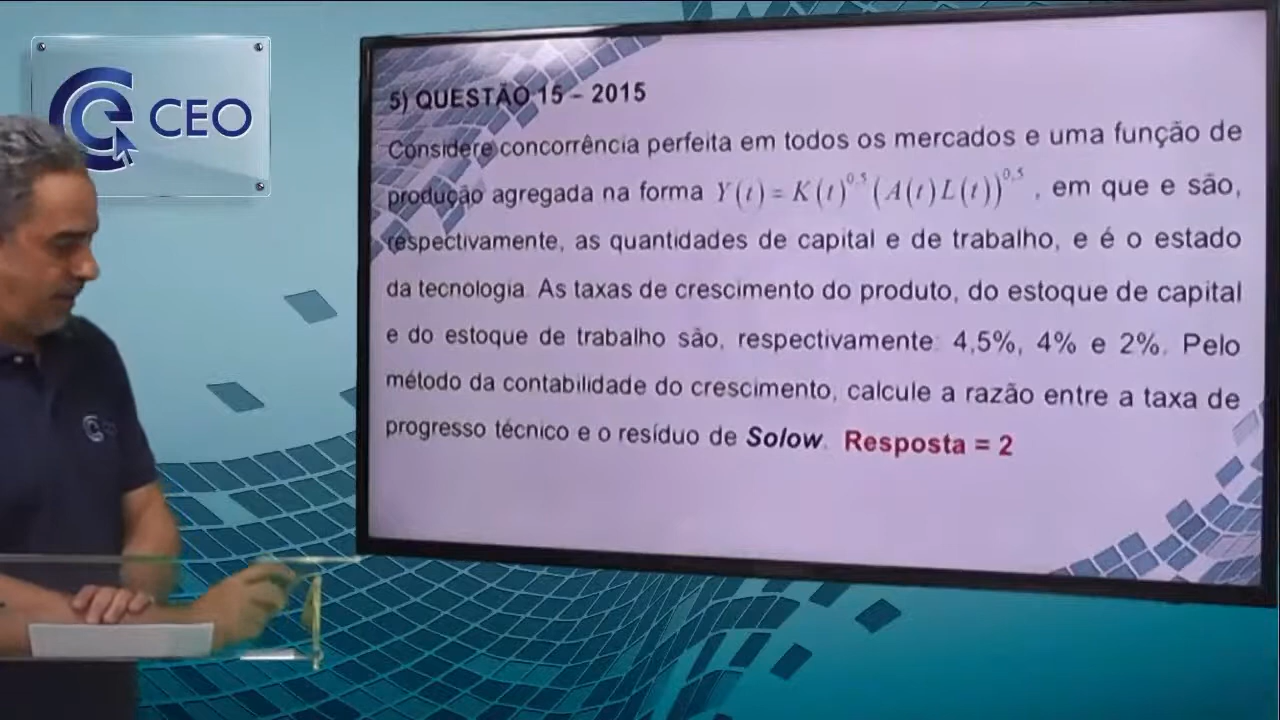 CEO
5) QUESTÃO 15 – 2015
Considere concorrência perfeita em todos os mercados e uma função de
produção agregada na forma Y(t) = K(t)^0,5 (A(t)L(t))^0,5 , em que e são,
respectivamente, as quantidades de capital e de trabalho, e é o estado
da tecnologia. As taxas de crescimento do produto, do estoque de capital
e do estoque de trabalho são, respectivamente: 4,5%, 4% e 2%. Pelo
método da contabilidade do crescimento, calcule a razão entre a taxa de
progresso técnico e o resíduo de Solow. Resposta = 2